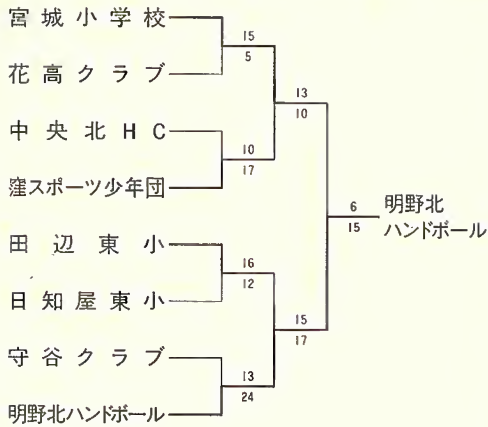 宮城小学校
15
5
花高クラブ
13
10
中央北HC
10
17
窪スポーツ少年団
6
15
明野北
ハンドボール
田辺東小
16
12
日知屋東小
15
17
守谷クラブ
13
24
明野北ハンドボール